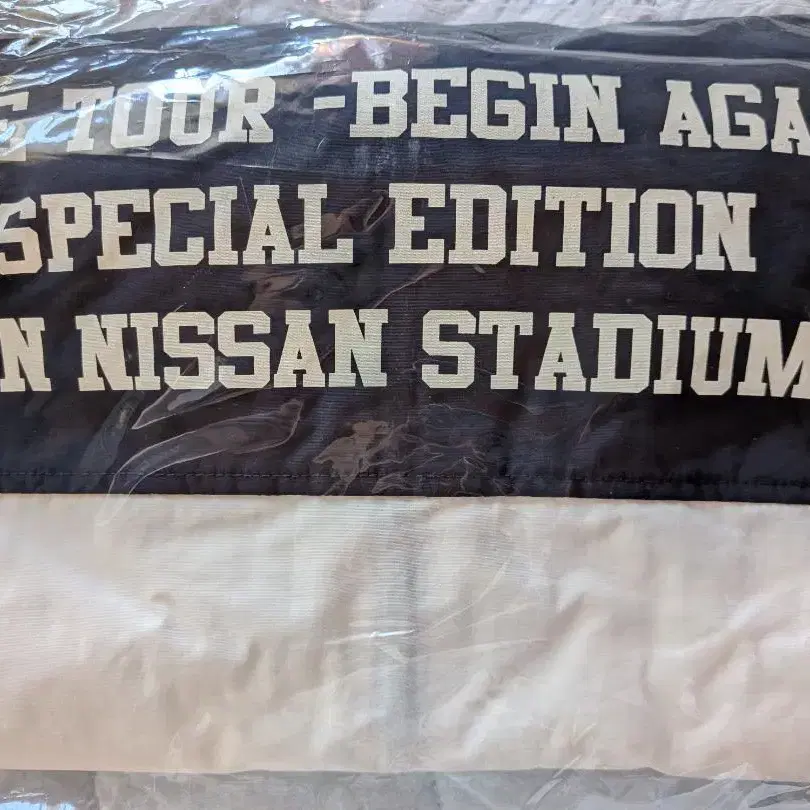 E TOUR -BEGIN AGA
SPECIAL EDITION
N NISSAN STADIUM